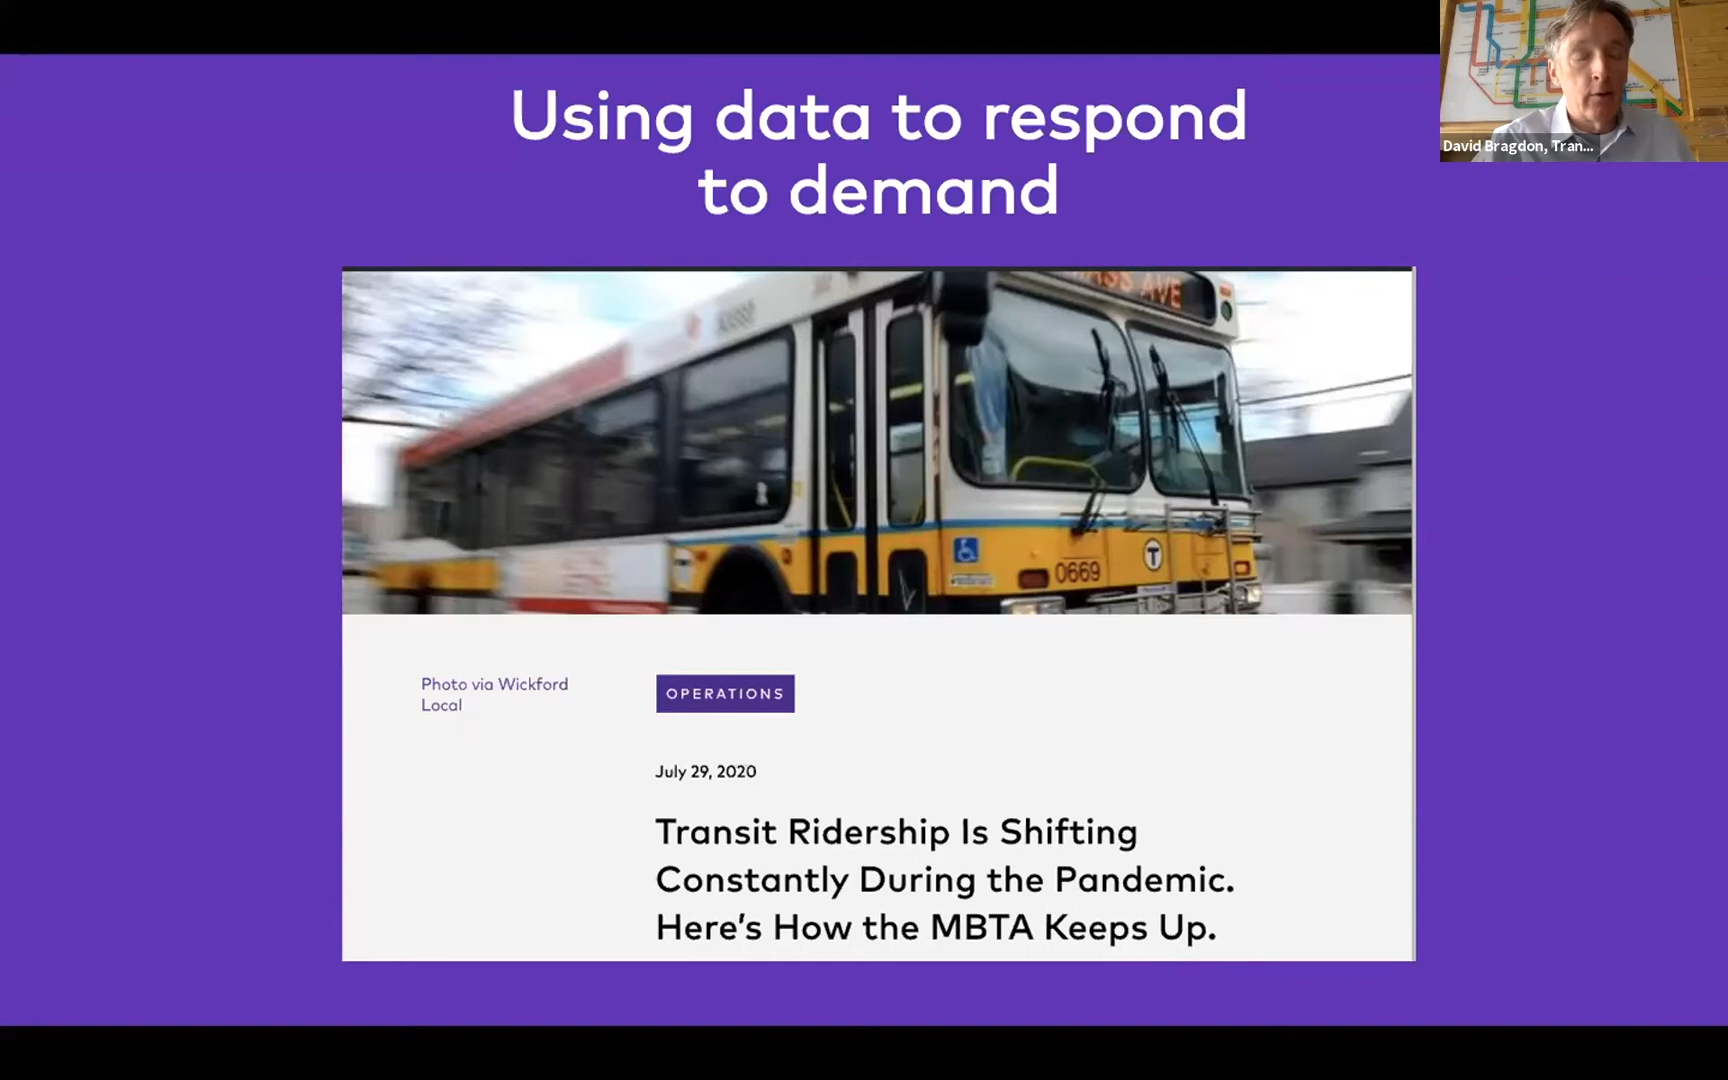 Using data to respond
to demand
David Bragdon, Tran...
ASS AVE
0669
T
Photo via Wickford
Local
OPERATIONS
July 29, 2020
Transit Ridership Is Shifting
Constantly During the Pandemic.
Here’s How the MBTA Keeps Up.